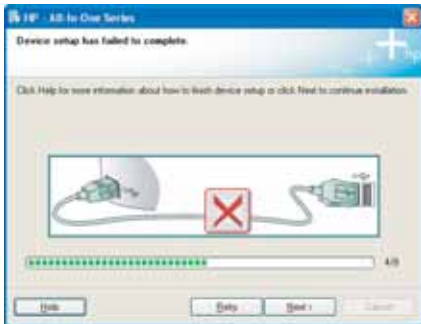 HP - All-In-One Series
Device setup has failed to complete.
Click Help for more information about how to finish device setup or click Next to continue installation.
4/8
Help
Retry
Next >
Cancel